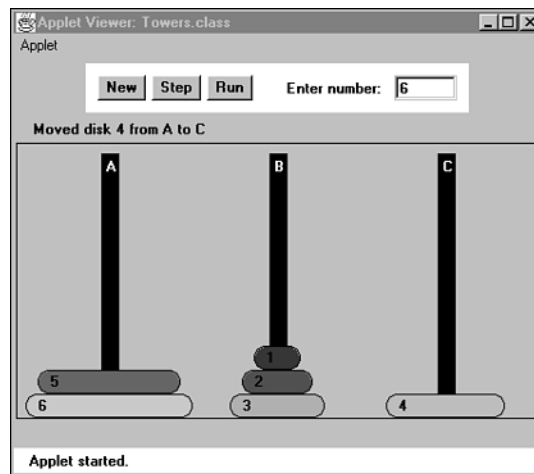 Applet Viewer: Towers.class
Applet
New Step Run Enter number: 6
Moved disk 4 from A to C
A B C
1
5 2
6 3 4
Applet started.